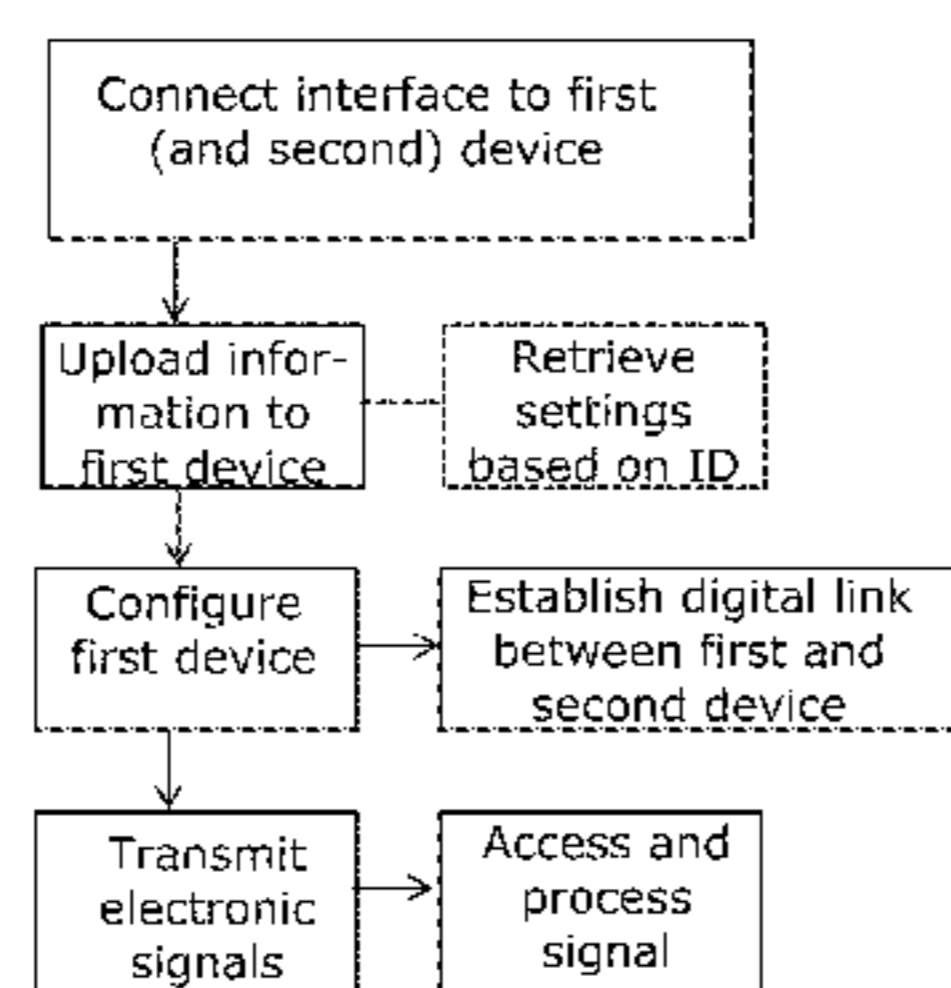 Connect interface to first
(and second) device
Upload infor-
mation to
first device
Retrieve
settings
based on ID
Configure
first device
Establish digital link
between first and
second device
Transmit
electronic
signals
Access and
process
signal